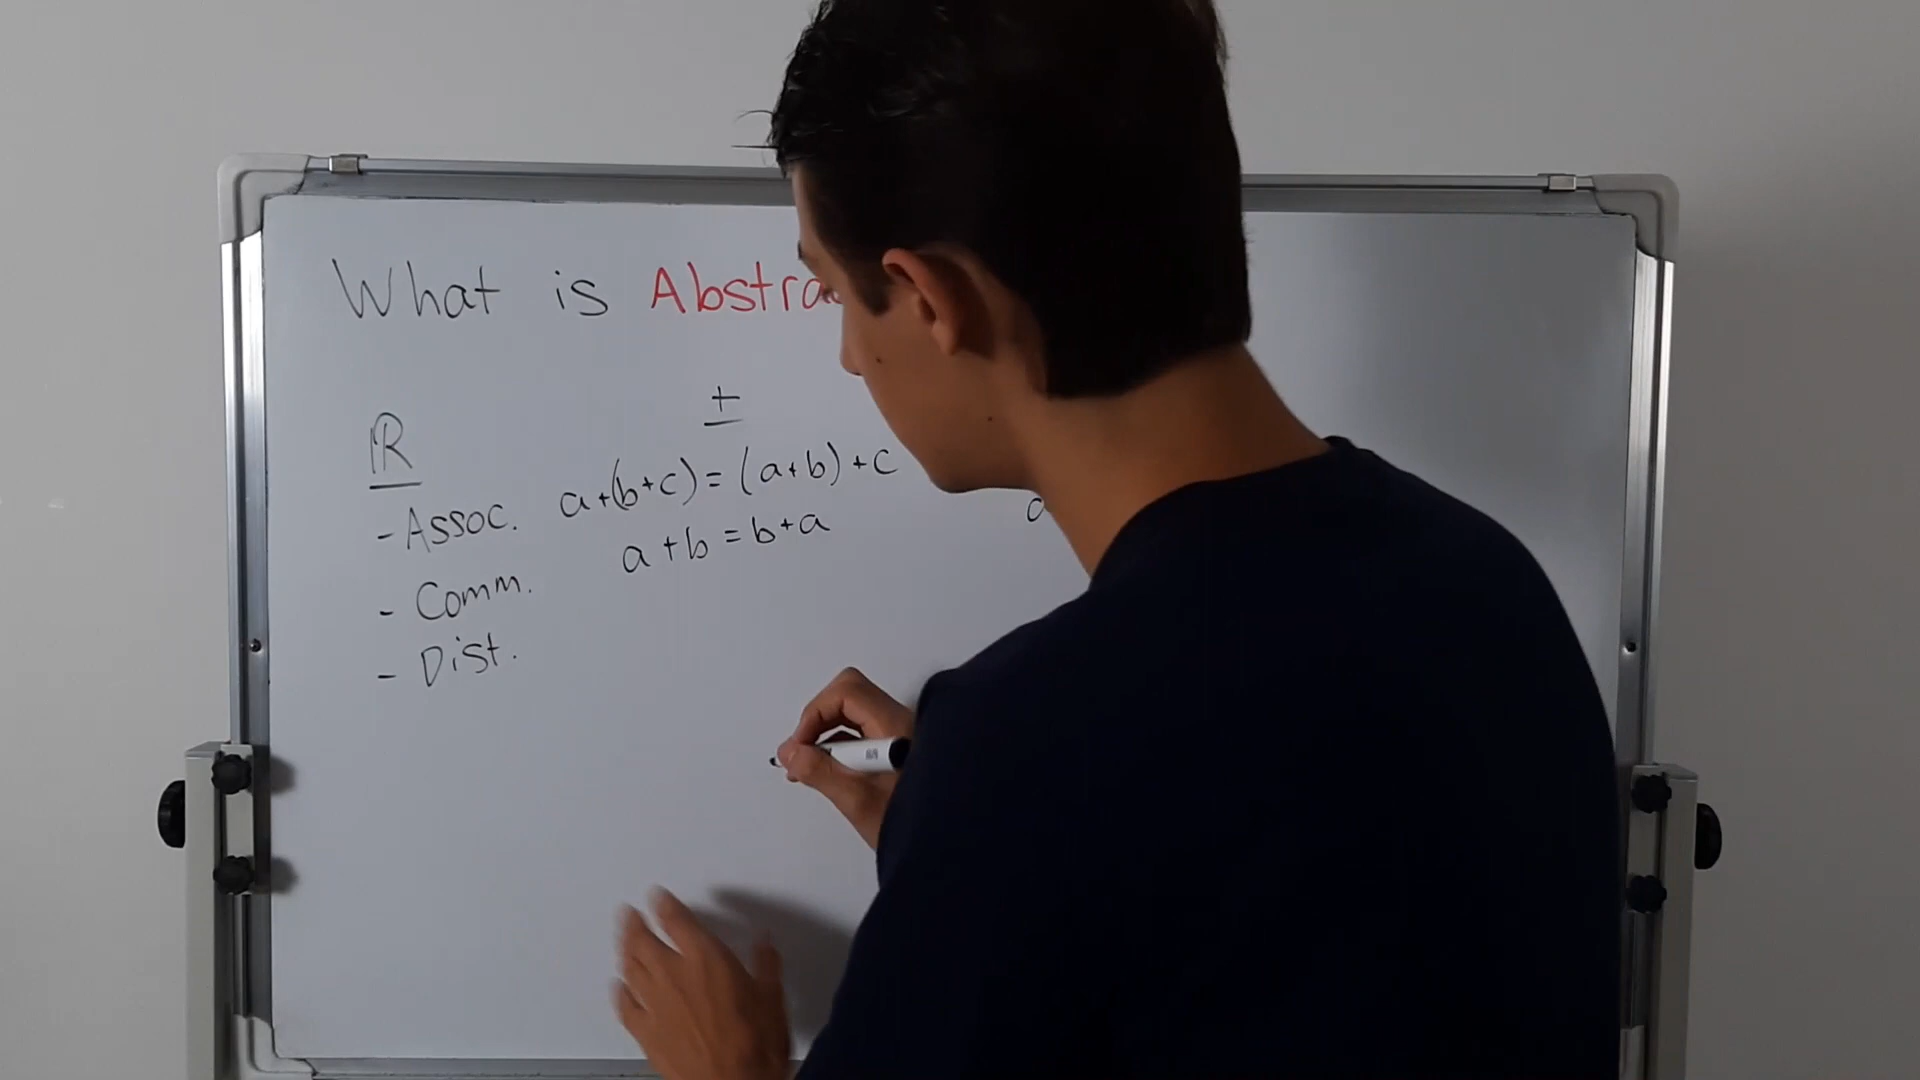 What is Abstra
ℝ
+
- Assoc. a+(b+c)=(a+b)+c
- Comm. a+b=b+a
- Dist.